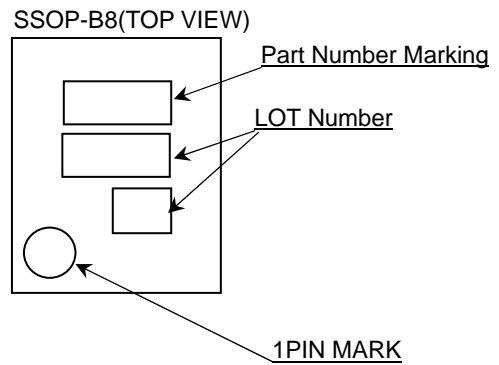 SSOP-B8(TOP VIEW)
Part Number Marking
LOT Number
1PIN MARK